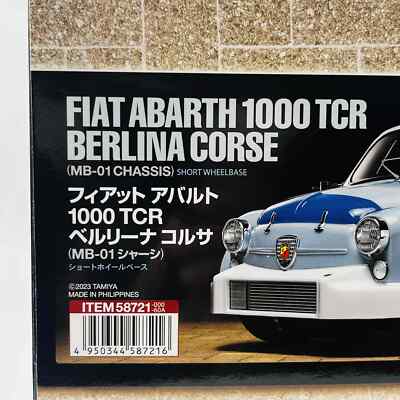 FIAT ABARTH 1000 TCR
BERLINA CORSE
(MB-01 CHASSIS) SHORT WHEELBASE
フィアット アバルト
1000 TCR
ベルリーナ コルサ
(MB-01 シャーシ)
ショートホイールベース
©2023 TAMIYA
MADE IN PHILIPPINES
ITEM 58721 -000
-60A
4 950344 587216